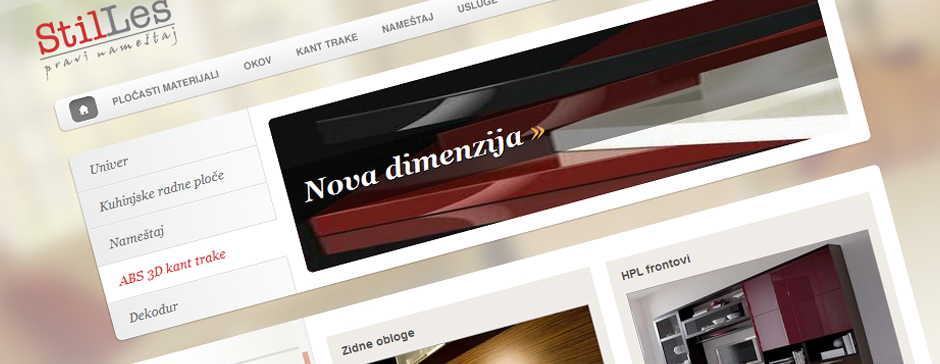 StilLes
pravi nameštaj
PLOČASTI MATERIJALI
OKOV
KANT TRAKE
NAMEŠTAJ
USLUGE
Univer
Kuhinjske radne ploče
Nameštaj
ABS 3D kant trake
Dekodur
Nova dimenzija »
Zidne obloge
HPL frontovi